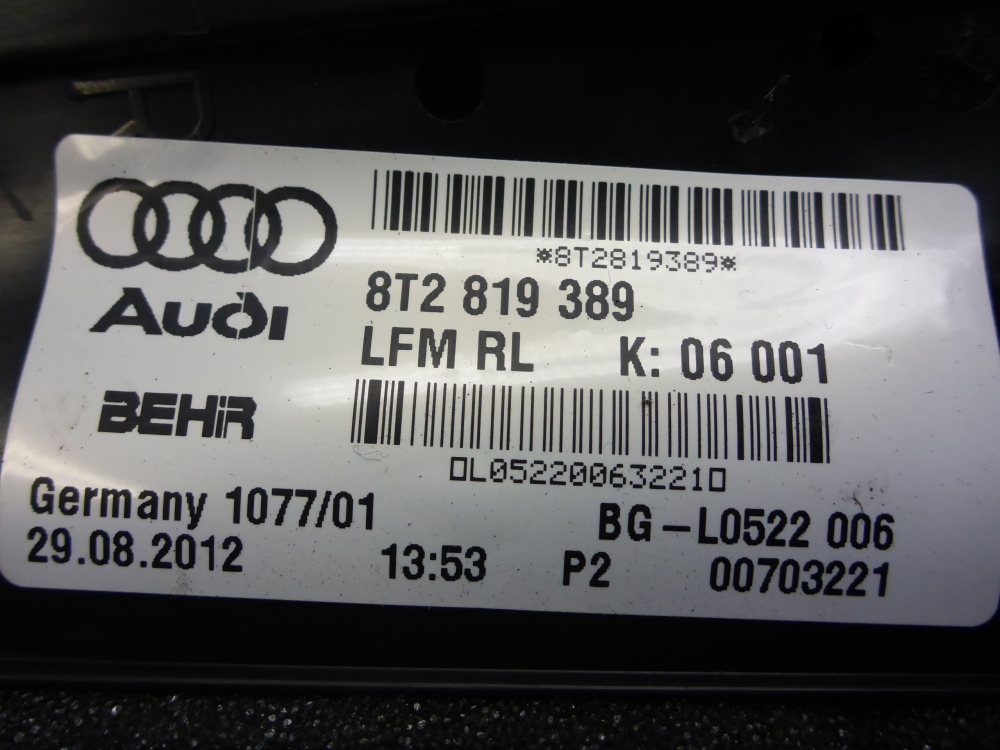 *8T2819389*
Audi
8T2 819 389
LFM RL K: 06 001
BEHR
L05220063221
Germany 1077/01
BG-L0522 006
29.08.2012 13:53 P2 00703221